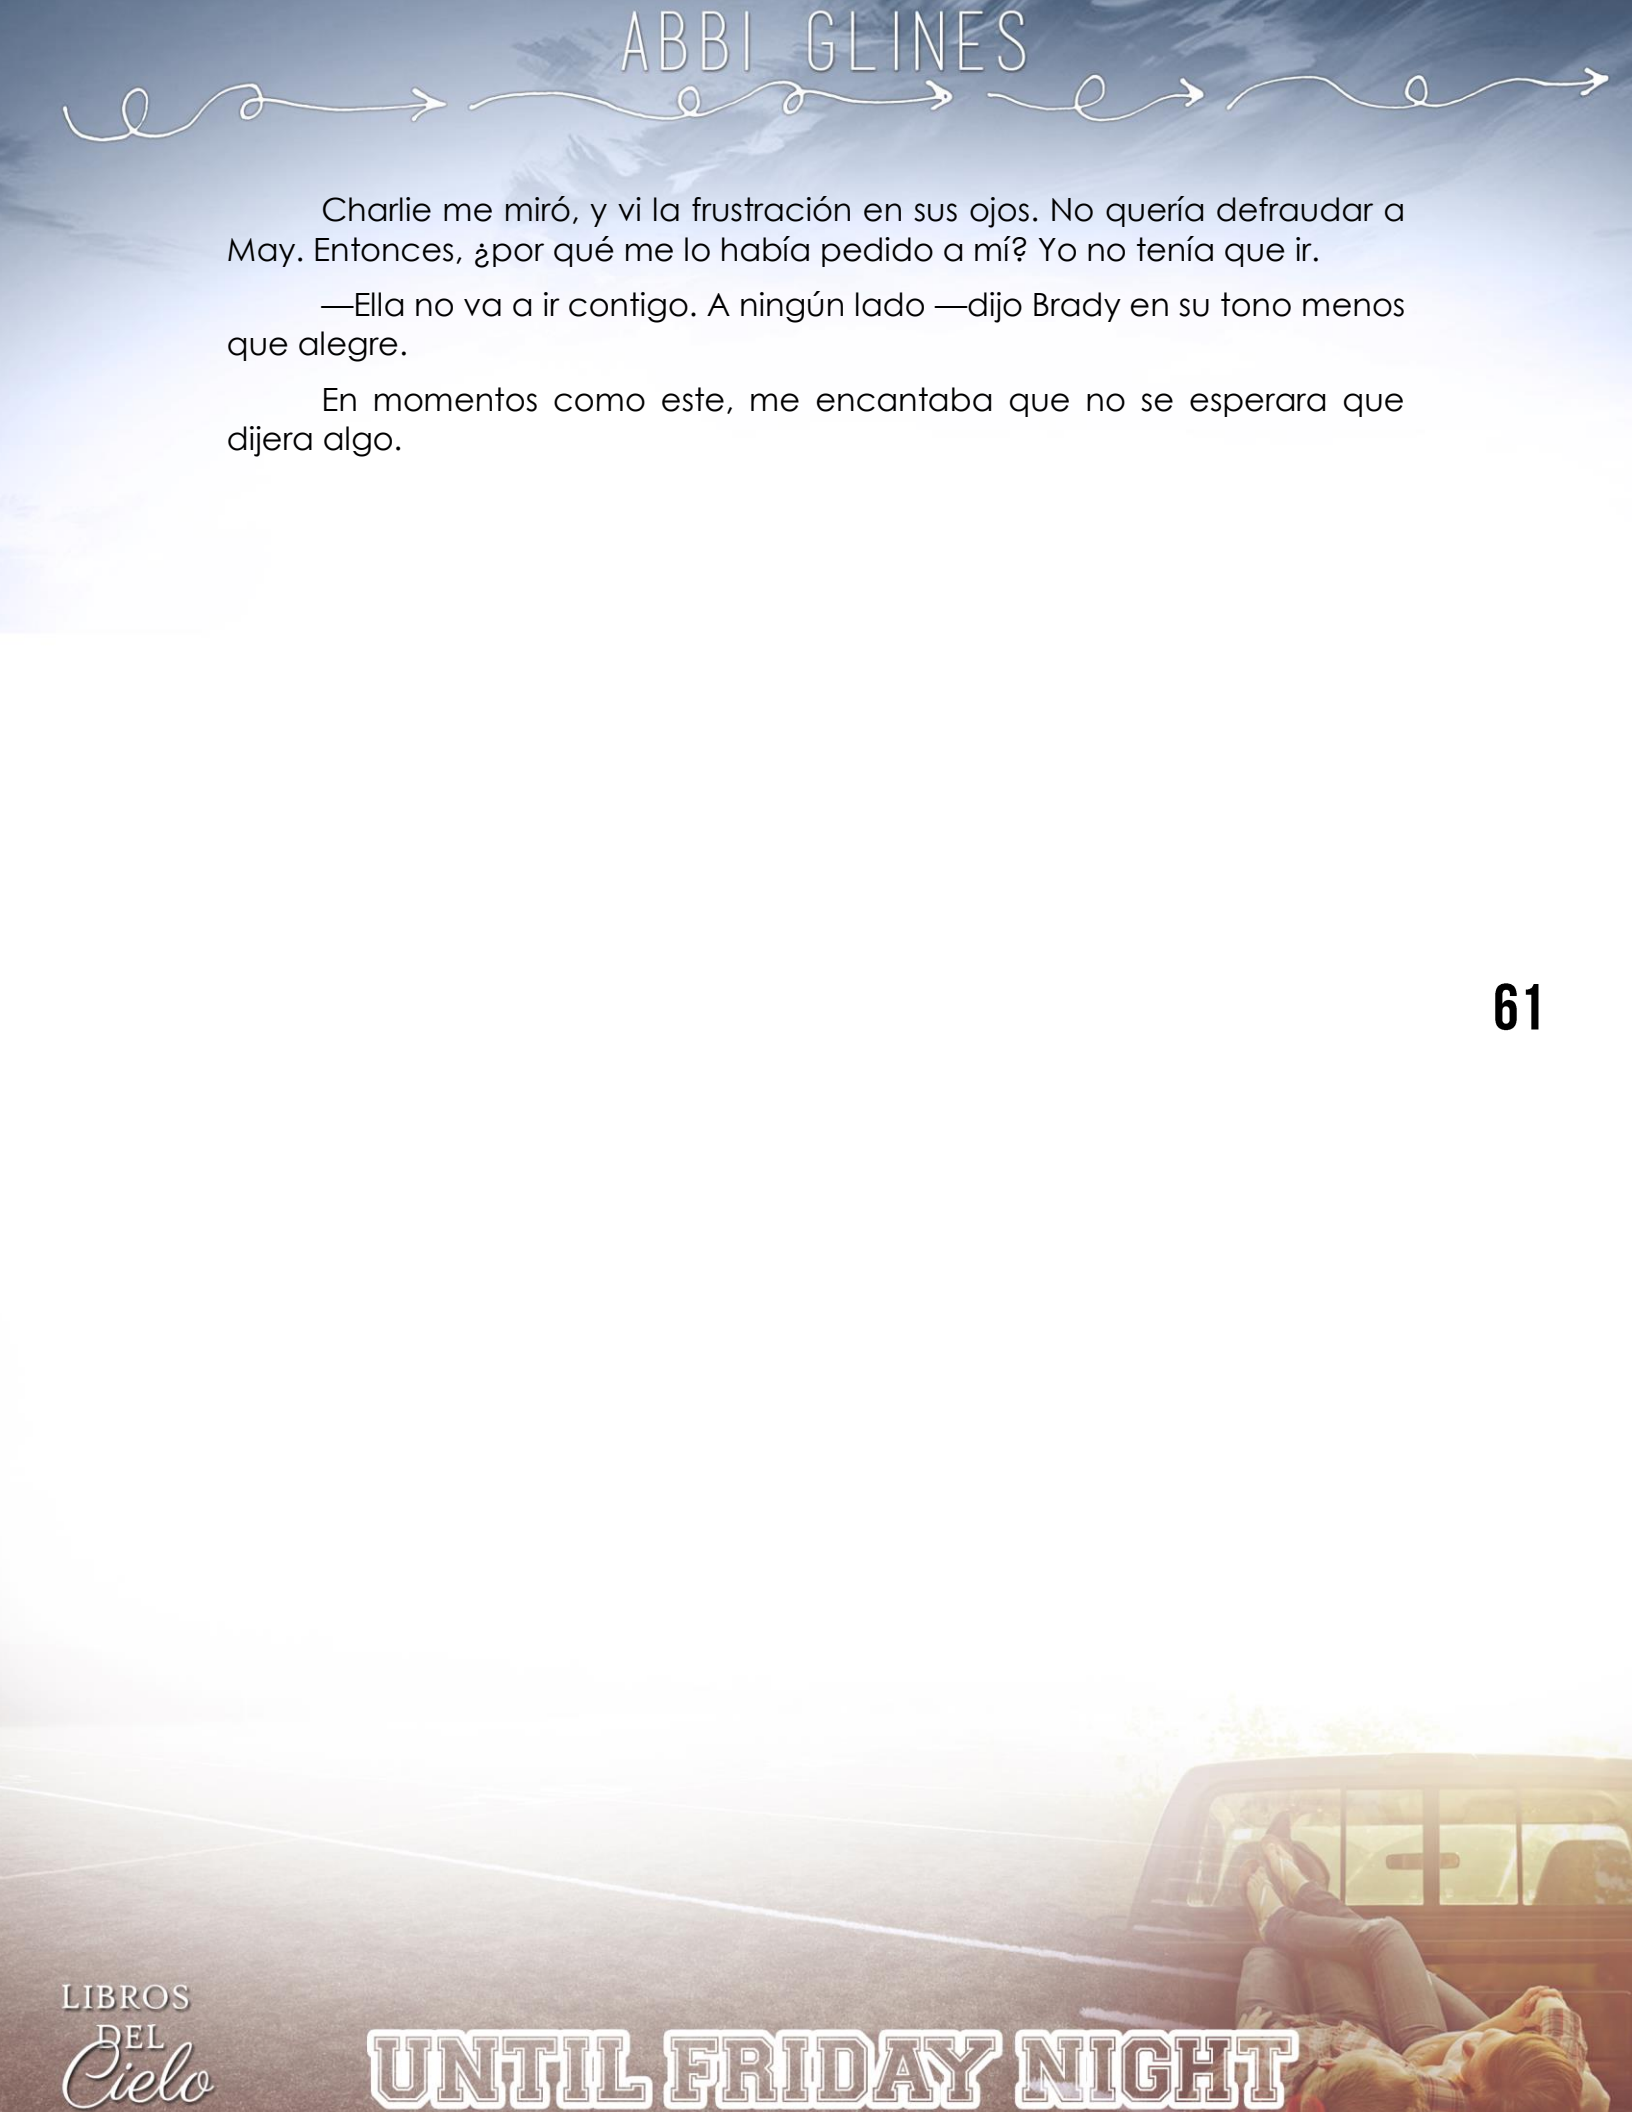 ABBI GLINES
Charlie me miró, y vi la frustración en sus ojos. No quería defraudar a
May. Entonces, ¿por qué me lo había pedido a mí? Yo no tenía que ir.
—Ella no va a ir contigo. A ningún lado —dijo Brady en su tono menos
que alegre.
En momentos como este, me encantaba que no se esperara que
dijera algo.
61
LIBROS
DEL
Cielo
UNTIL FRIDAY NIGHT